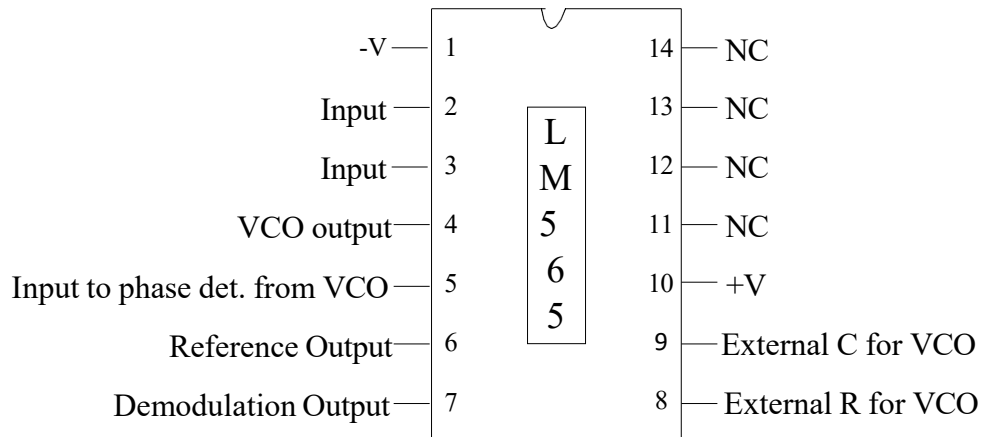 -V 1 14 NC
Input 2 13 NC
Input 3 12 NC
VCO output 4 11 NC
Input to phase det. from VCO 5 10 +V
Reference Output 6 9 External C for VCO
Demodulation Output 7 8 External R for VCO
L
M
5
6
5